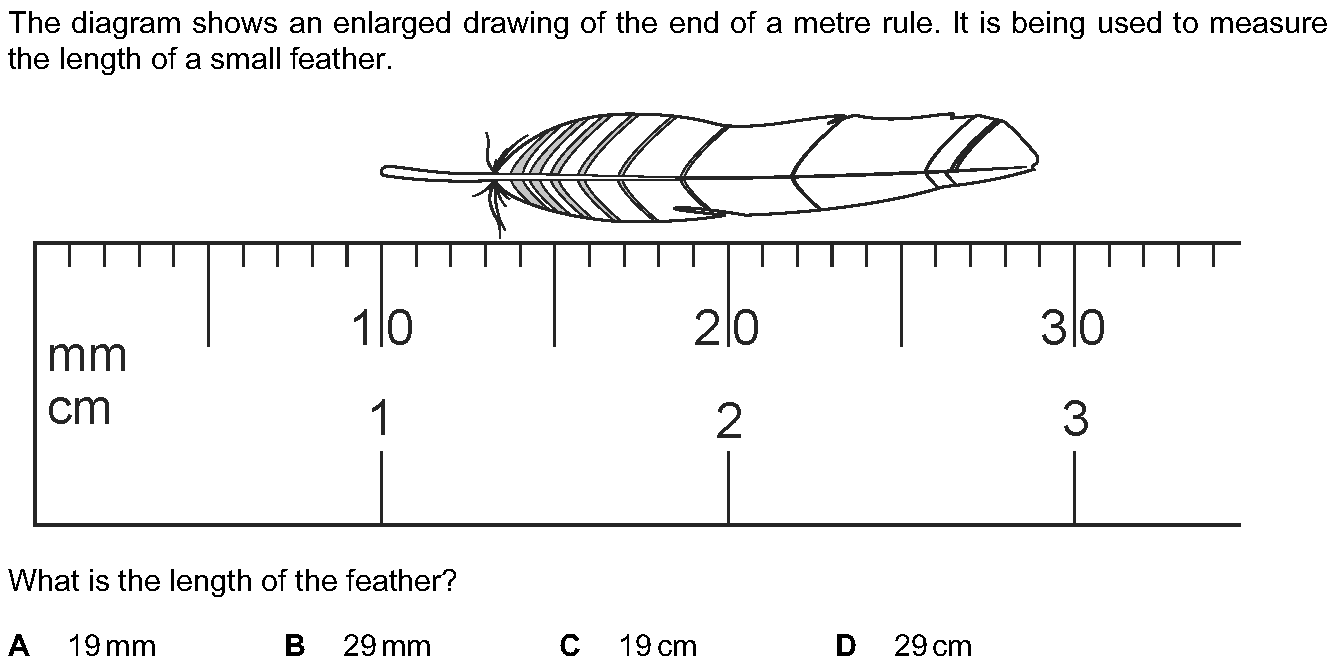 The diagram shows an enlarged drawing of the end of a metre rule. It is being used to measure
the length of a small feather.
10 20 30
mm
cm 1 2 3
What is the length of the feather?
A 19 mm B 29 mm C 19 cm D 29 cm